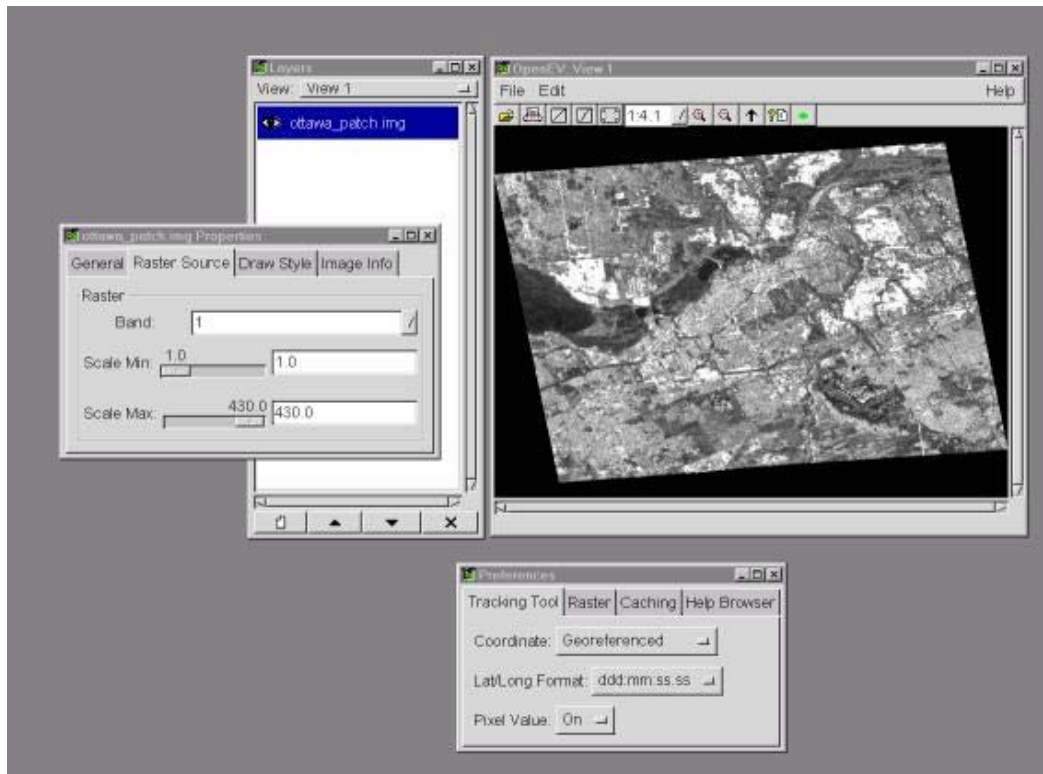 Layers
View: View 1
ottawa_patch.img
OpenEV: View 1
File Edit Help
1:4.1
ottawa_patch.img Properties
General Raster Source Draw Style Image Info
Raster
Band: 1
Scale Min: 1.0 1.0
Scale Max: 430.0 430.0
Preferences
Tracking Tool Raster Caching Help Browser
Coordinate: Georeferenced
Lat/Long Format: ddd:mm:ss.ss
Pixel Value: On